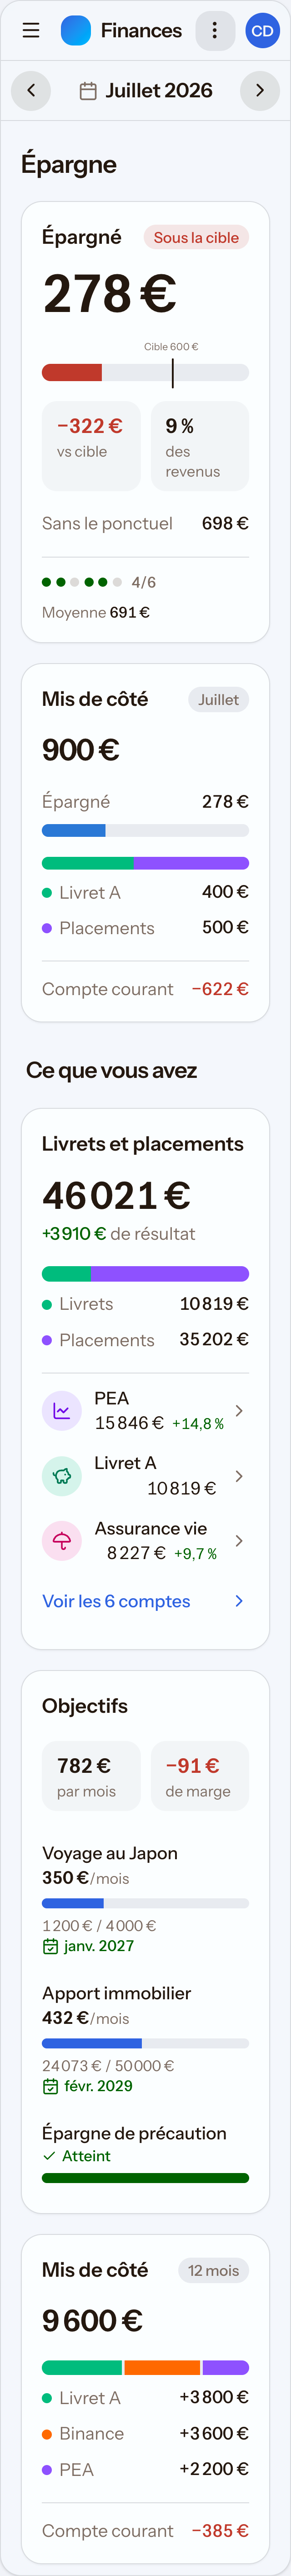 Finances
CD
Juillet 2026
Épargne
Épargné
Sous la cible
278 €
Cible 600 €
−322 €
vs cible
9 %
des
revenus
Sans le ponctuel
698 €
4/6
Moyenne 691 €
Mis de côté
Juillet
900 €
Épargné
278 €
Livret A
400 €
Placements
500 €
Compte courant
−622 €
Ce que vous avez
Livrets et placements
46 021 €
+3 910 € de résultat
Livrets
10 819 €
Placements
35 202 €
PEA
15 846 € +14,8 %
Livret A
10 819 €
Assurance vie
8 227 € +9,7 %
Voir les 6 comptes
Objectifs
782 €
par mois
−91 €
de marge
Voyage au Japon
350 €/mois
1 200 € / 4 000 €
janv. 2027
Apport immobilier
432 €/mois
24 073 € / 50 000 €
févr. 2029
Épargne de précaution
Atteint
Mis de côté
12 mois
9 600 €
Livret A
+3 800 €
Binance
+3 600 €
PEA
+2 200 €
Compte courant
−385 €